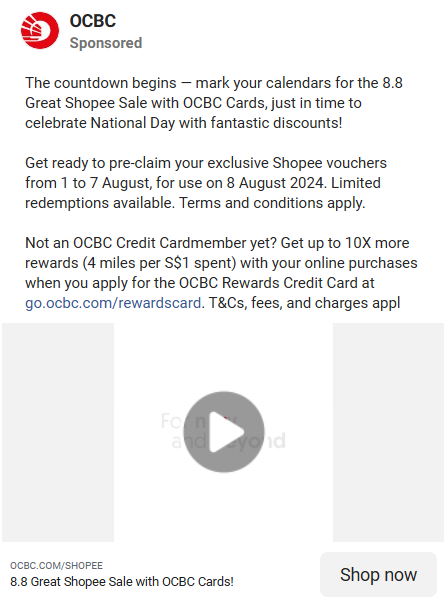 OCBC
Sponsored
The countdown begins — mark your calendars for the 8.8
Great Shopee Sale with OCBC Cards, just in time to
celebrate National Day with fantastic discounts!
Get ready to pre-claim your exclusive Shopee vouchers
from 1 to 7 August, for use on 8 August 2024. Limited
redemptions available. Terms and conditions apply.
Not an OCBC Credit Cardmember yet? Get up to 10X more
rewards (4 miles per S$1 spent) with your online purchases
when you apply for the OCBC Rewards Credit Card at
go.ocbc.com/rewardscard. T&Cs, fees, and charges appl
For now
and beyond
OCBC.COM/SHOPEE
8.8 Great Shopee Sale with OCBC Cards!
Shop now